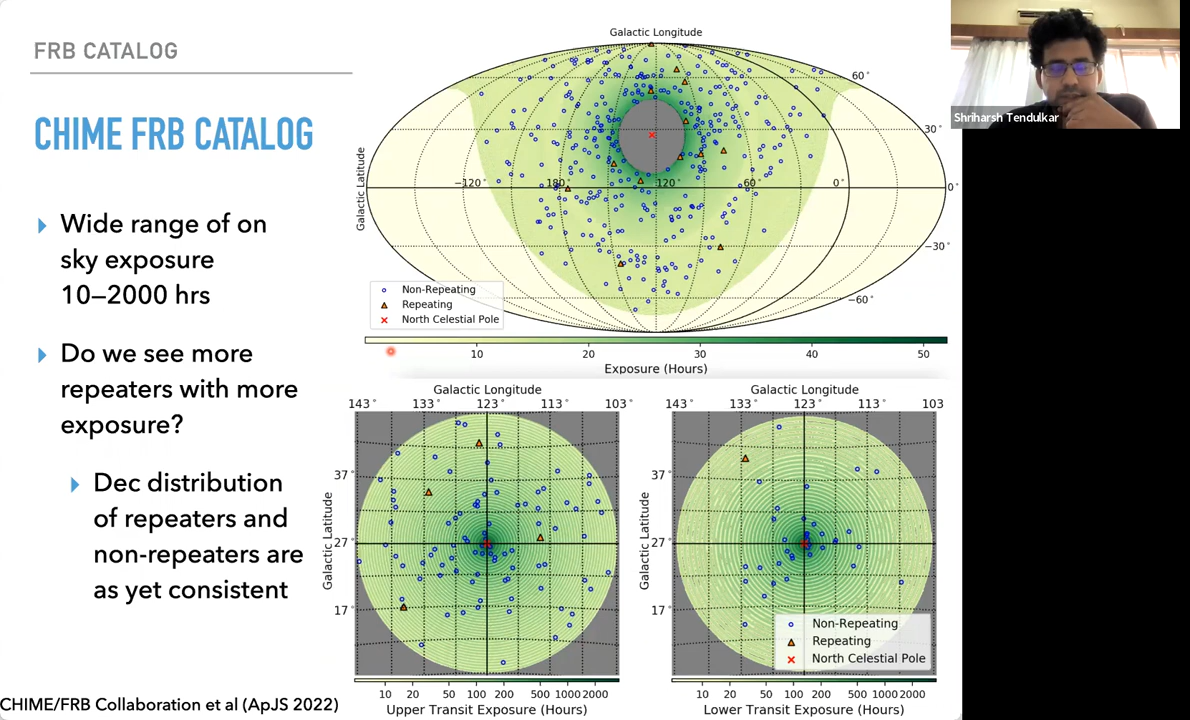 FRB CATALOG
CHIME FRB CATALOG
Wide range of on
sky exposure
10–2000 hrs
Do we see more
repeaters with more
exposure?
Dec distribution
of repeaters and
non-repeaters are
as yet consistent
CHIME/FRB Collaboration et al (ApJS 2022)
Galactic Longitude
60°
30°
−120° 180° 120° 60° 0° 0°
−30°
−60°
Galactic Latitude
Non-Repeating
Repeating
North Celestial Pole
10 20 30 40 50
Exposure (Hours)
Galactic Longitude
143° 133° 123° 113° 103°
37°
27°
17°
Galactic Latitude
10 20 50 100 200 500 1000 2000
Upper Transit Exposure (Hours)
Galactic Longitude
143° 133° 123° 113° 103
37°
27°
17°
Galactic Latitude
Non-Repeating
Repeating
North Celestial Pole
10 20 50 100 200 500 1000 2000
Lower Transit Exposure (Hours)
Shriharsh Tendulkar